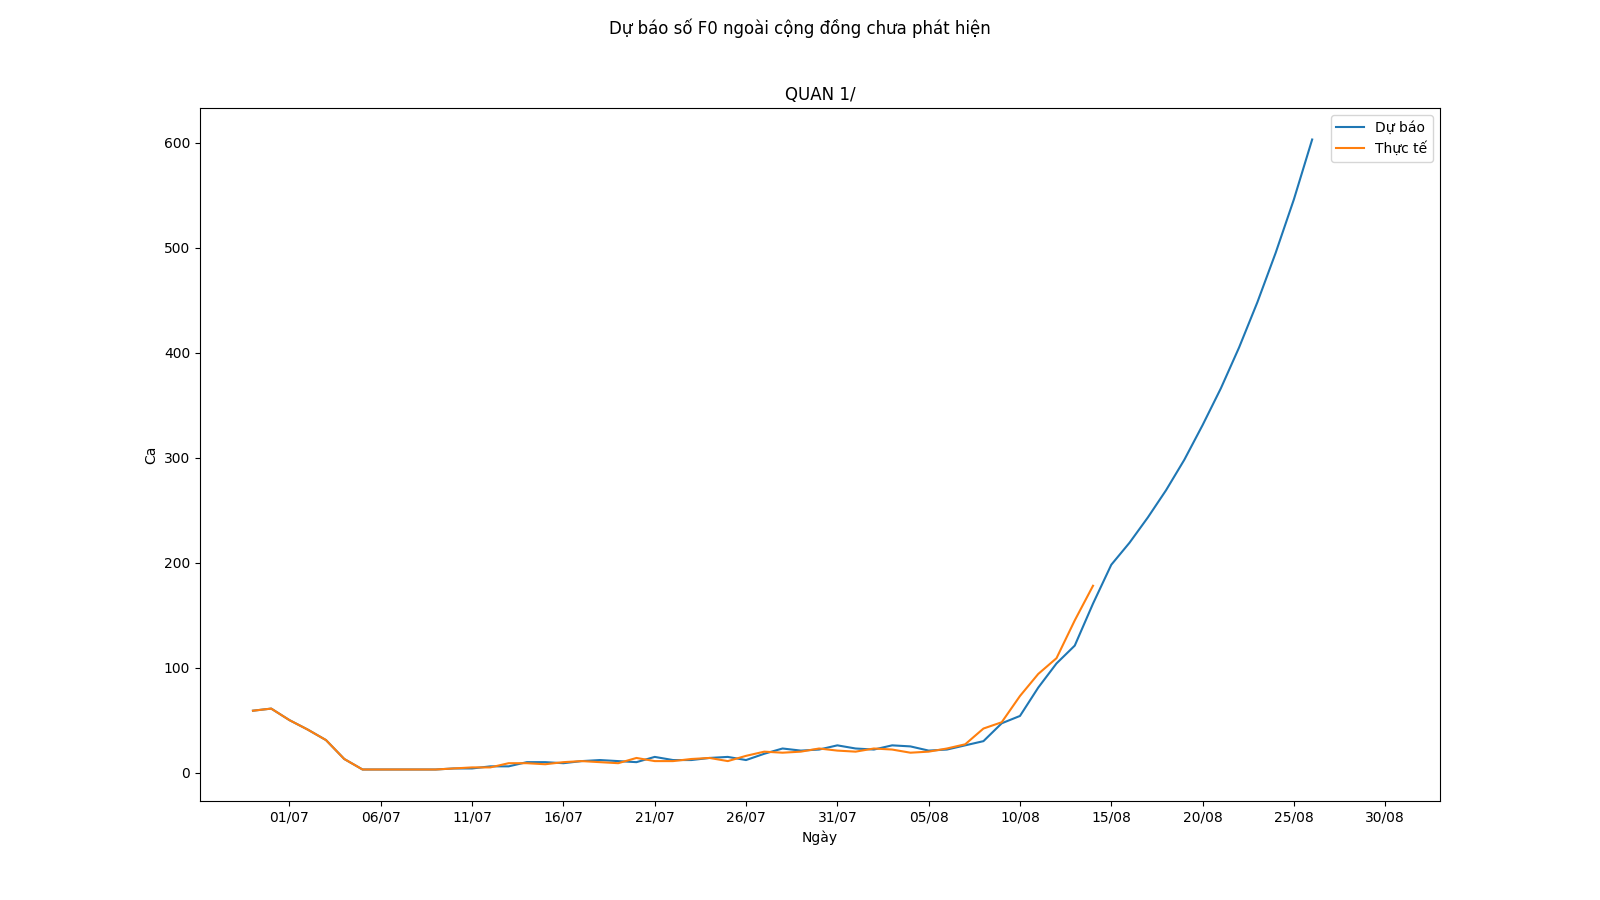 Dự báo số F0 ngoài cộng đồng chưa phát hiện
QUAN 1/
Dự báo
Thực tế
600
500
400
300
200
100
0
Ca
01/07 06/07 11/07 16/07 21/07 26/07 31/07 05/08 10/08 15/08 20/08 25/08 30/08
Ngày